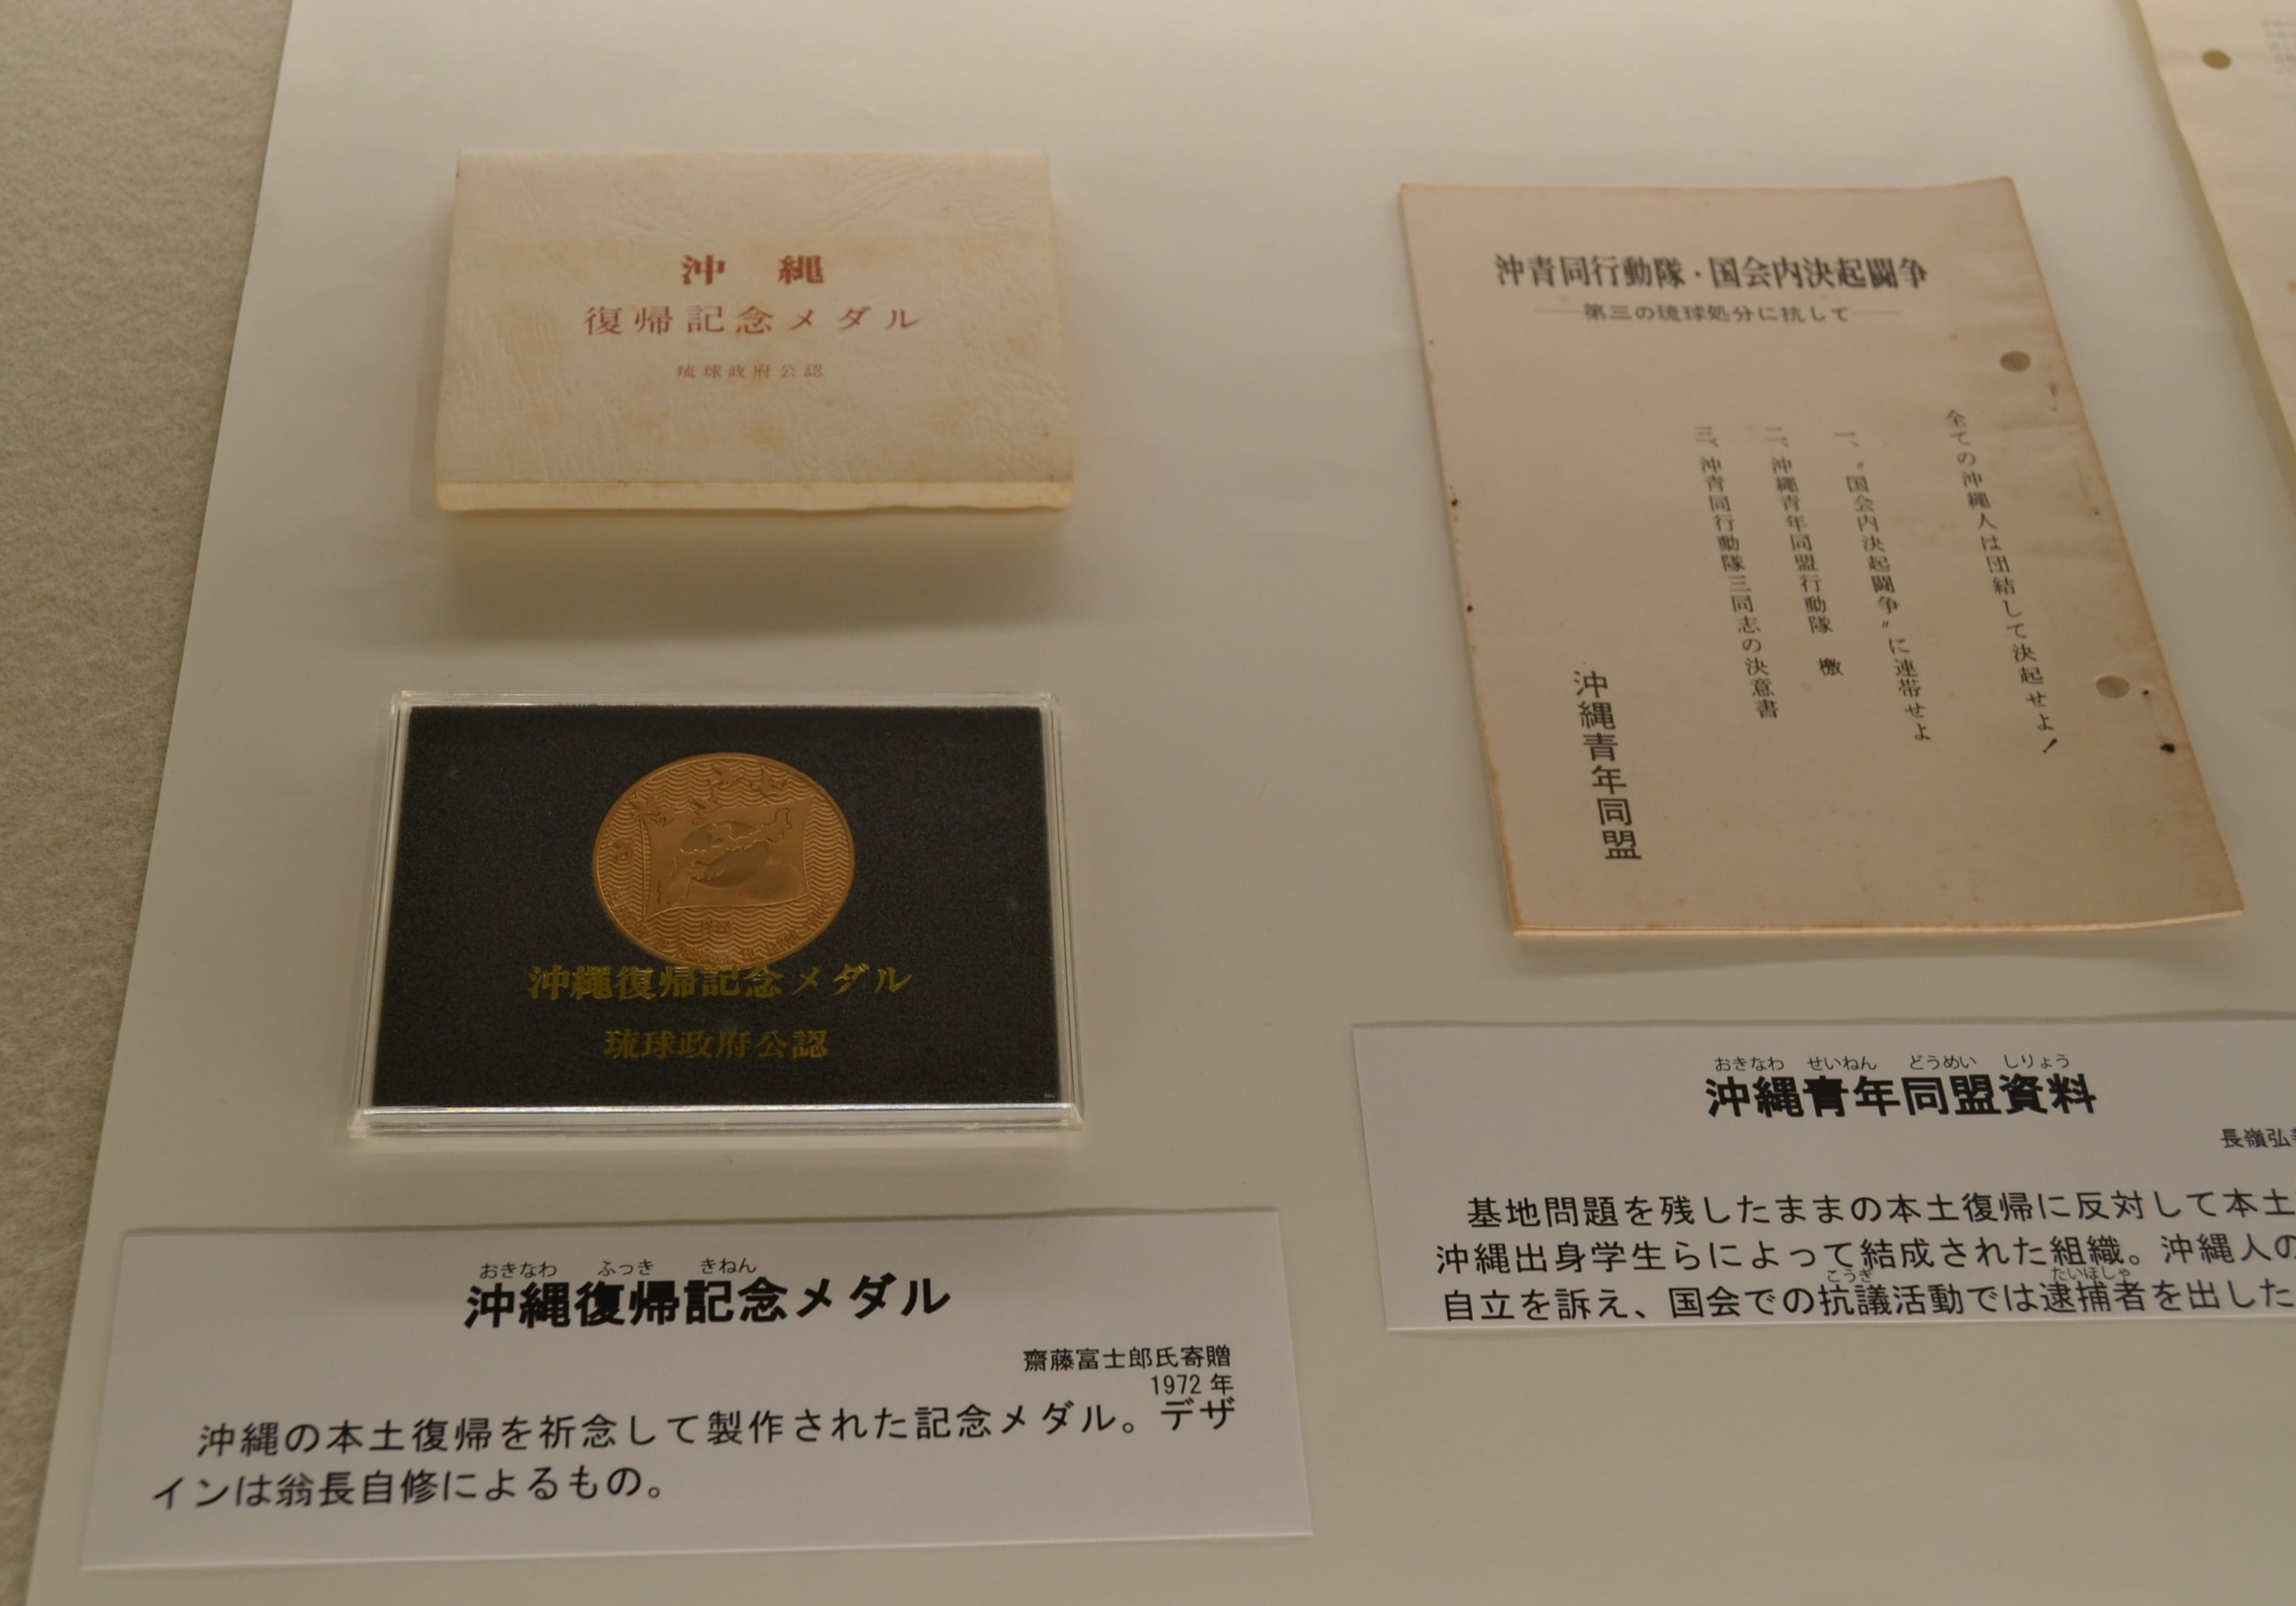 沖縄
復帰記念メダル
琉球政府公認
沖縄復帰記念メダル
琉球政府公認
おきなわ ふっき きねん
沖縄復帰記念メダル
齋藤富士郎氏寄贈
1972 年
沖縄の本土復帰を祈念して製作された記念メダル。デザ
インは翁長自修によるもの。
沖青同行動隊・国会内決起闘争
—第三の琉球処分に抗して—
全ての沖縄人は団結して決起せよ!
一、〝国会内決起闘争〟に連帯せよ
二、沖縄青年同盟行動隊 檄
三、沖青同行動隊三同志の決意書
沖縄青年同盟
おきなわ せいねん どうめい しりょう
沖縄青年同盟資料
長嶺弘
基地問題を残したままの本土復帰に反対して本土
沖縄出身学生らによって結成された組織。沖縄人の
こうぎ たいほしゃ
自立を訴え、国会での抗議活動では逮捕者を出した